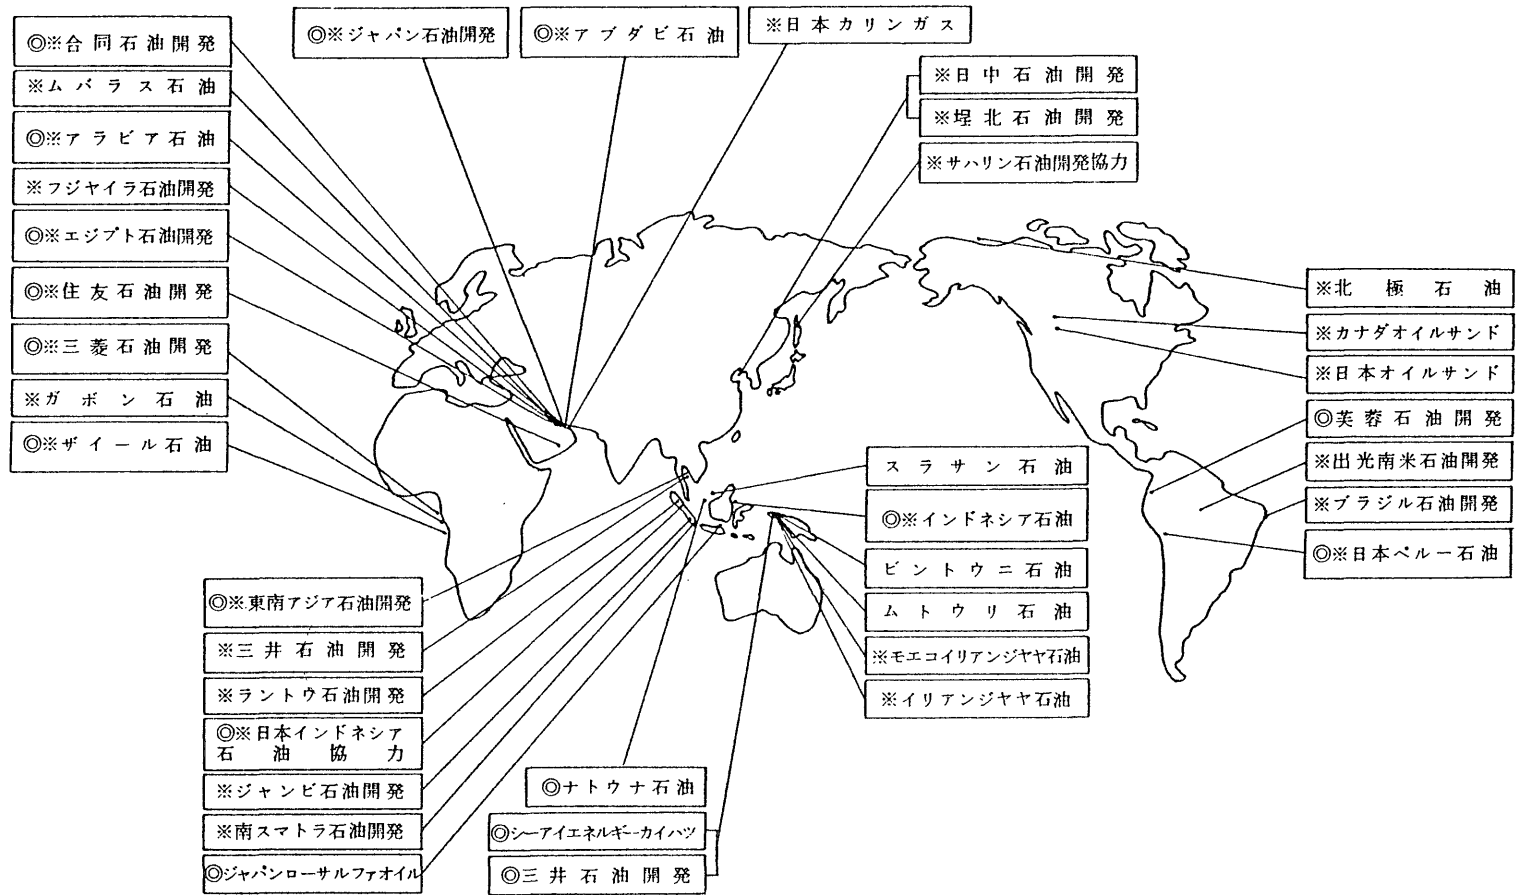 ◎※合同石油開発
※ムバラス石油
◎※アラビア石油
※フジヤイラ石油開発
◎※エジプト石油開発
◎※住友石油開発
◎※三菱石油開発
※ガボン石油
◎※ザイール石油
◎※ジャパン石油開発
◎※アブダビ石油
※日本カリンガス
※日中石油開発
※埕北石油開発
※サハリン石油開発協力
※北極石油
※カナダオイルサンド
※日本オイルサンド
◎芙蓉石油開発
※出光南米石油開発
※ブラジル石油開発
◎※日本ペルー石油
スラサン石油
◎※インドネシア石油
ビントウニ石油
ムトウリ石油
※モエコイリアンジヤヤ石油
※イリアンジヤヤ石油
◎※東南アジア石油開発
※三井石油開発
※ラントウ石油開発
◎※日本インドネシア
石油協力
※ジャンビ石油開発
※南スマトラ石油開発
◎ジャパンローサルファオイル
◎ナトウナ石油
◎シーアイエネルギーカイハツ
◎三井石油開発